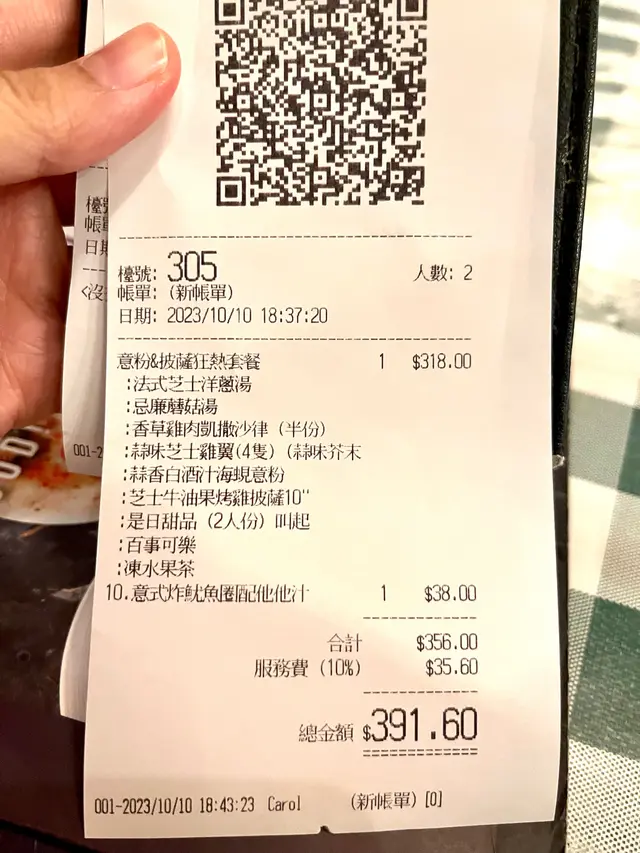 檯號: 305 人數: 2
帳單: (新帳單)
日期: 2023/10/10 18:37:20
意粉&披薩狂熱套餐 1 $318.00
:法式芝士洋蔥湯
:忌廉蘑菇湯
:香草雞肉凱撒沙律 (半份)
:蒜味芝士雞翼(4隻) (蒜味芥末
:蒜香白酒汁海蜆意粉
:芝士牛油果烤雞披薩10"
:是日甜品 (2人份) 叫起
:百事可樂
:凍水果茶
10.意式炸魷魚圈配他他汁 1 $38.00
合計 $356.00
服務費 (10%) $35.60
總金額 $391.60
001-2023/10/10 18:43:23 Carol (新帳單) [0]
檯
帳
日期
<沒
001-2